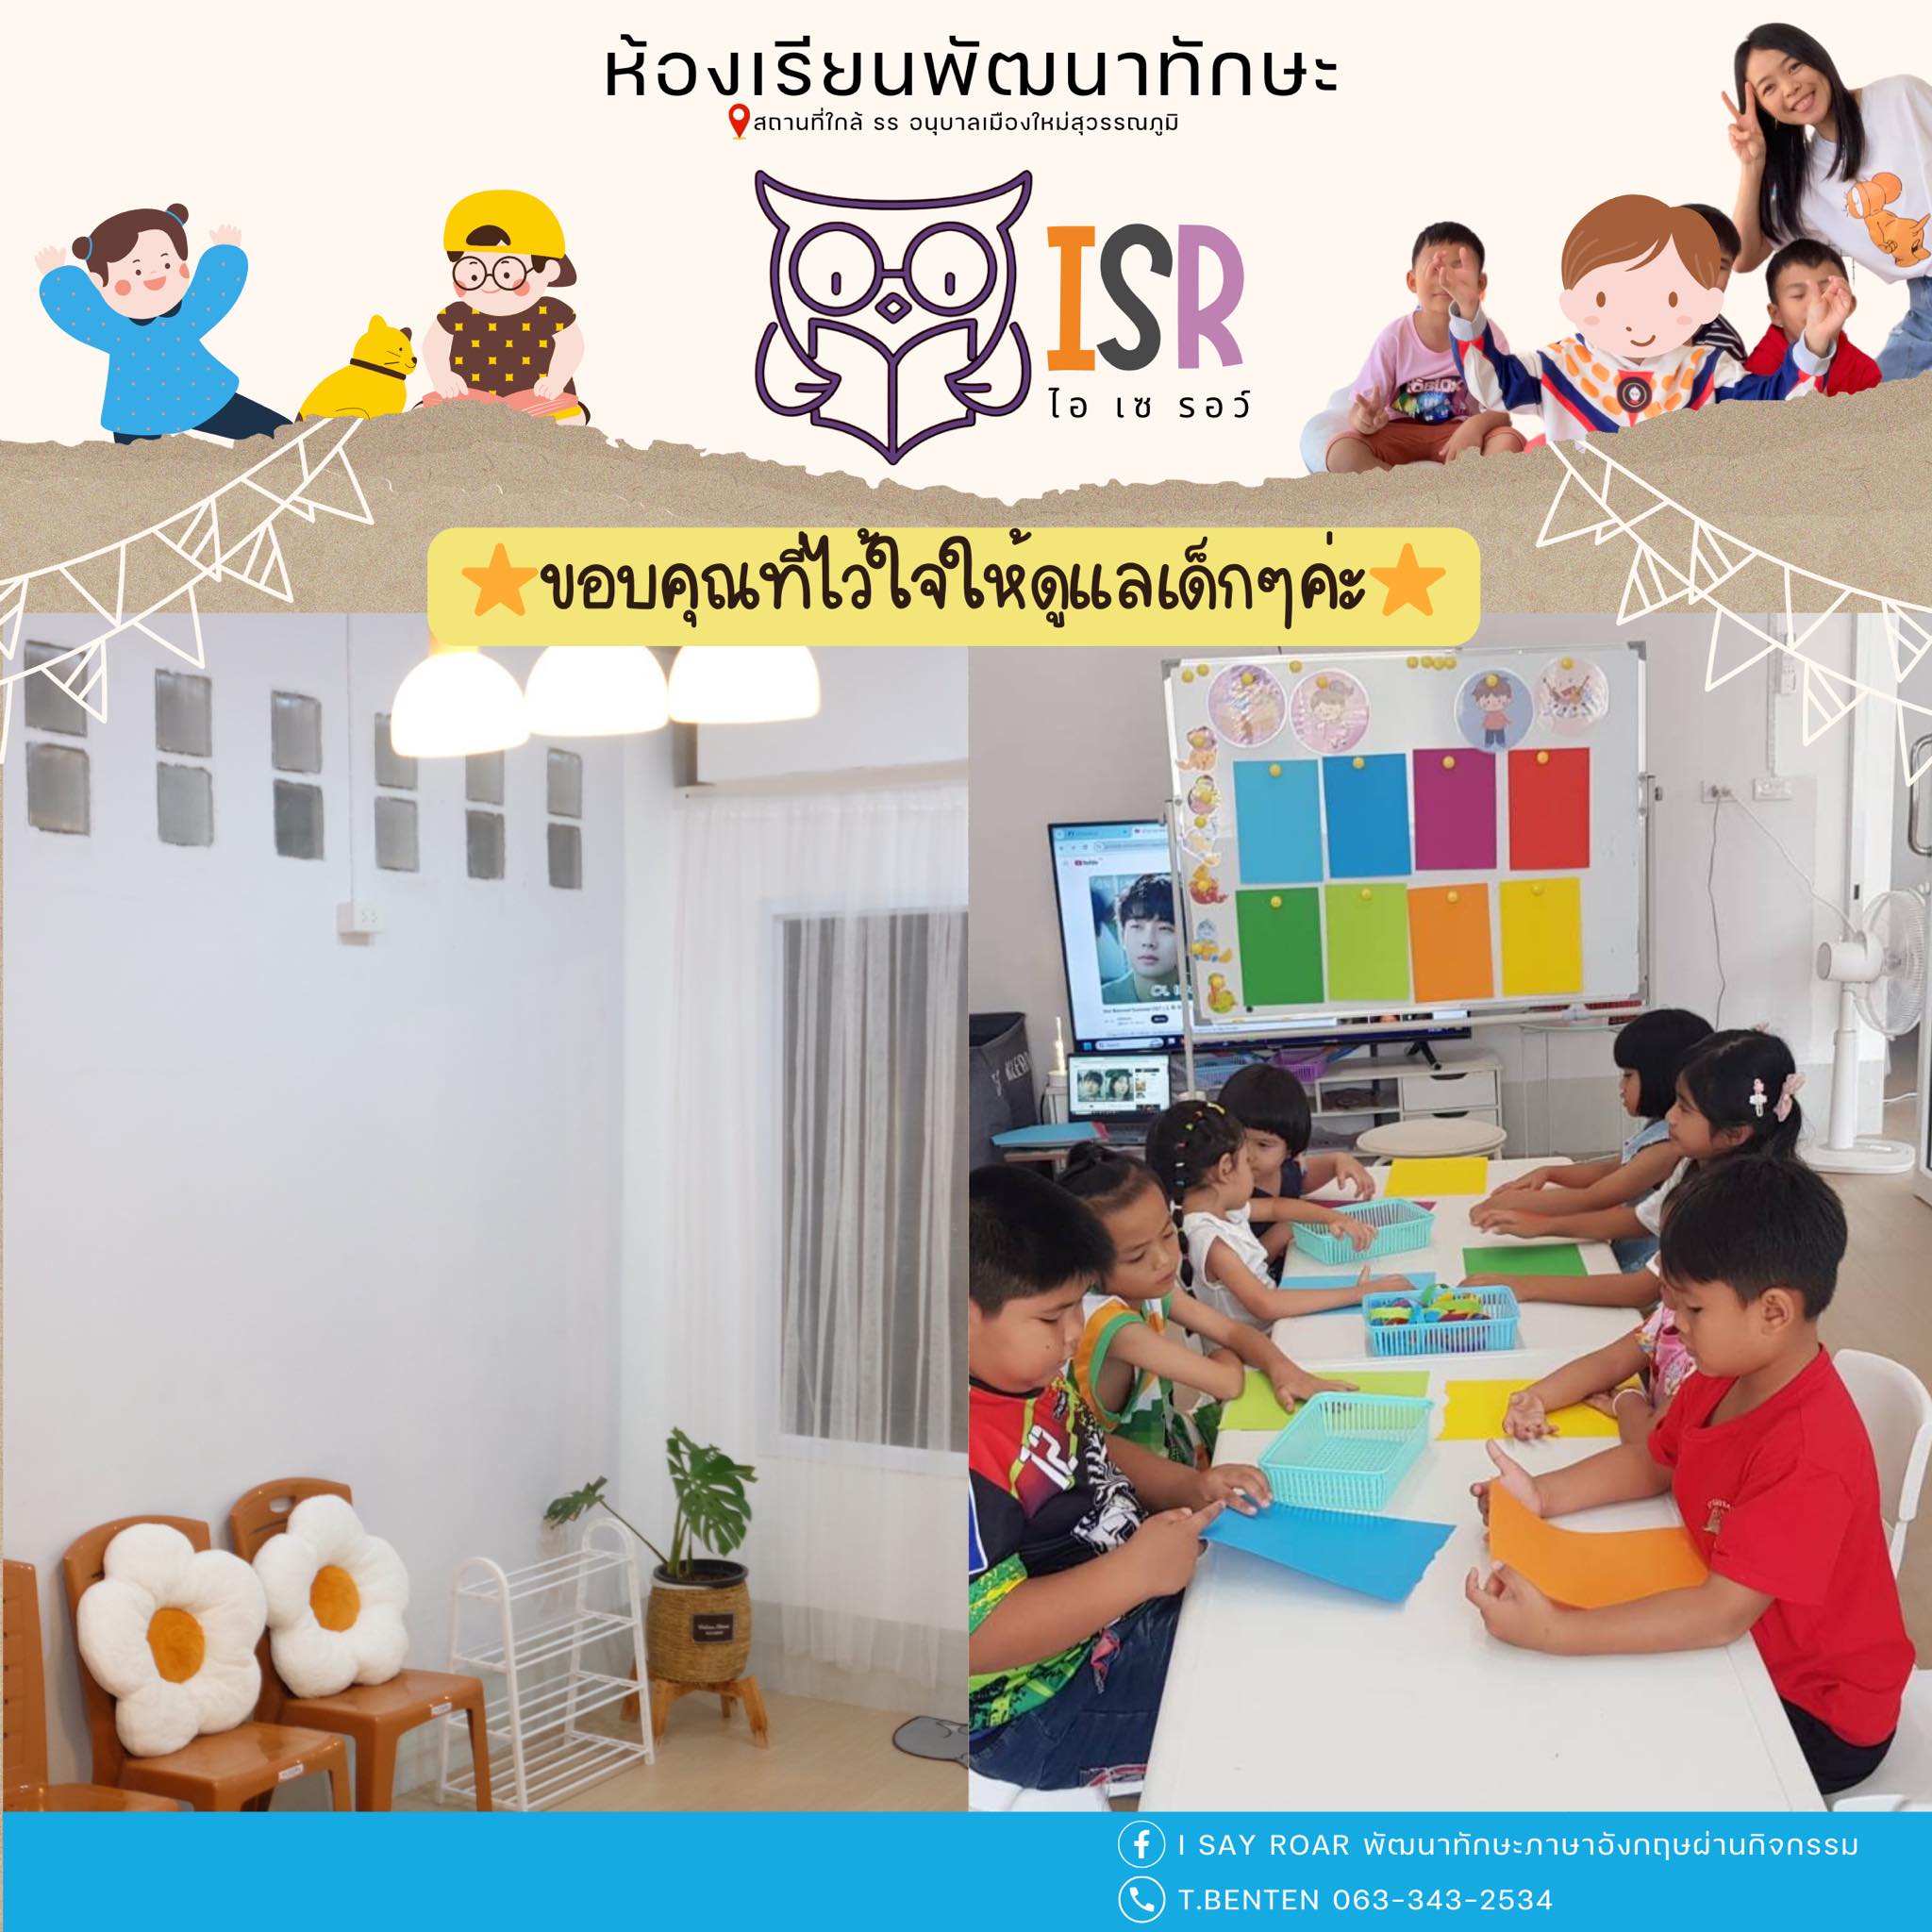 ห้องเรียนพัฒนาทักษะ
สถานที่ใกล้ รร อนุบาลเมืองใหม่สุวรรณภูมิ
ISR
ไอ เซ รอว์
⭐ขอบคุณที่ไว้ใจให้ดูแลเด็กๆค่ะ⭐
12
I SAY ROAR พัฒนาทักษะภาษาอังกฤษผ่านกิจกรรม
T.BENTEN 063-343-2534